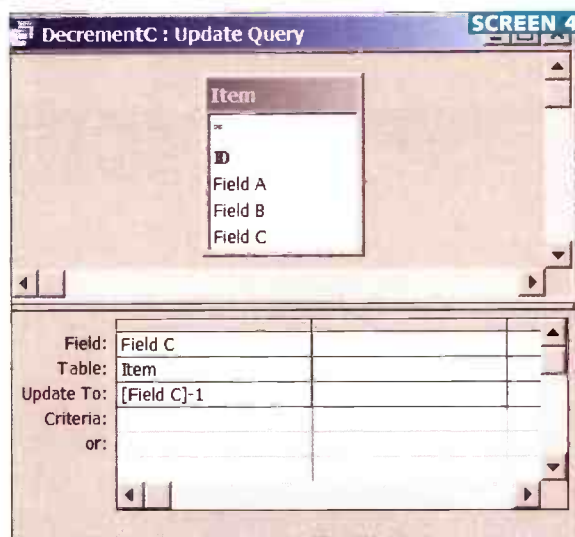 SCREEN 4
DecrementC : Update Query
Item
*
ID
Field A
Field B
Field C
Field: Field C
Table: Item
Update To: [Field C]-1
Criteria:
or: